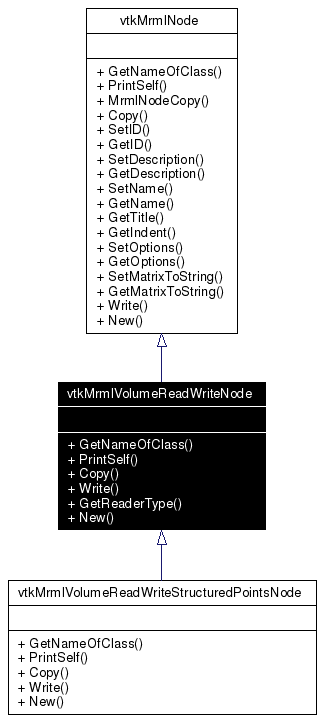 vtkMrmlNode
+ GetNameOfClass()
+ PrintSelf()
+ MrmlNodeCopy()
+ Copy()
+ SetID()
+ GetID()
+ SetDescription()
+ GetDescription()
+ SetName()
+ GetName()
+ GetTitle()
+ GetIndent()
+ SetOptions()
+ GetOptions()
+ SetMatrixToString()
+ GetMatrixToString()
+ Write()
+ New()
vtkMrmlVolumeReadWriteNode
+ GetNameOfClass()
+ PrintSelf()
+ Copy()
+ Write()
+ GetReaderType()
+ New()
vtkMrmlVolumeReadWriteStructuredPointsNode
+ GetNameOfClass()
+ PrintSelf()
+ Copy()
+ Write()
+ New()